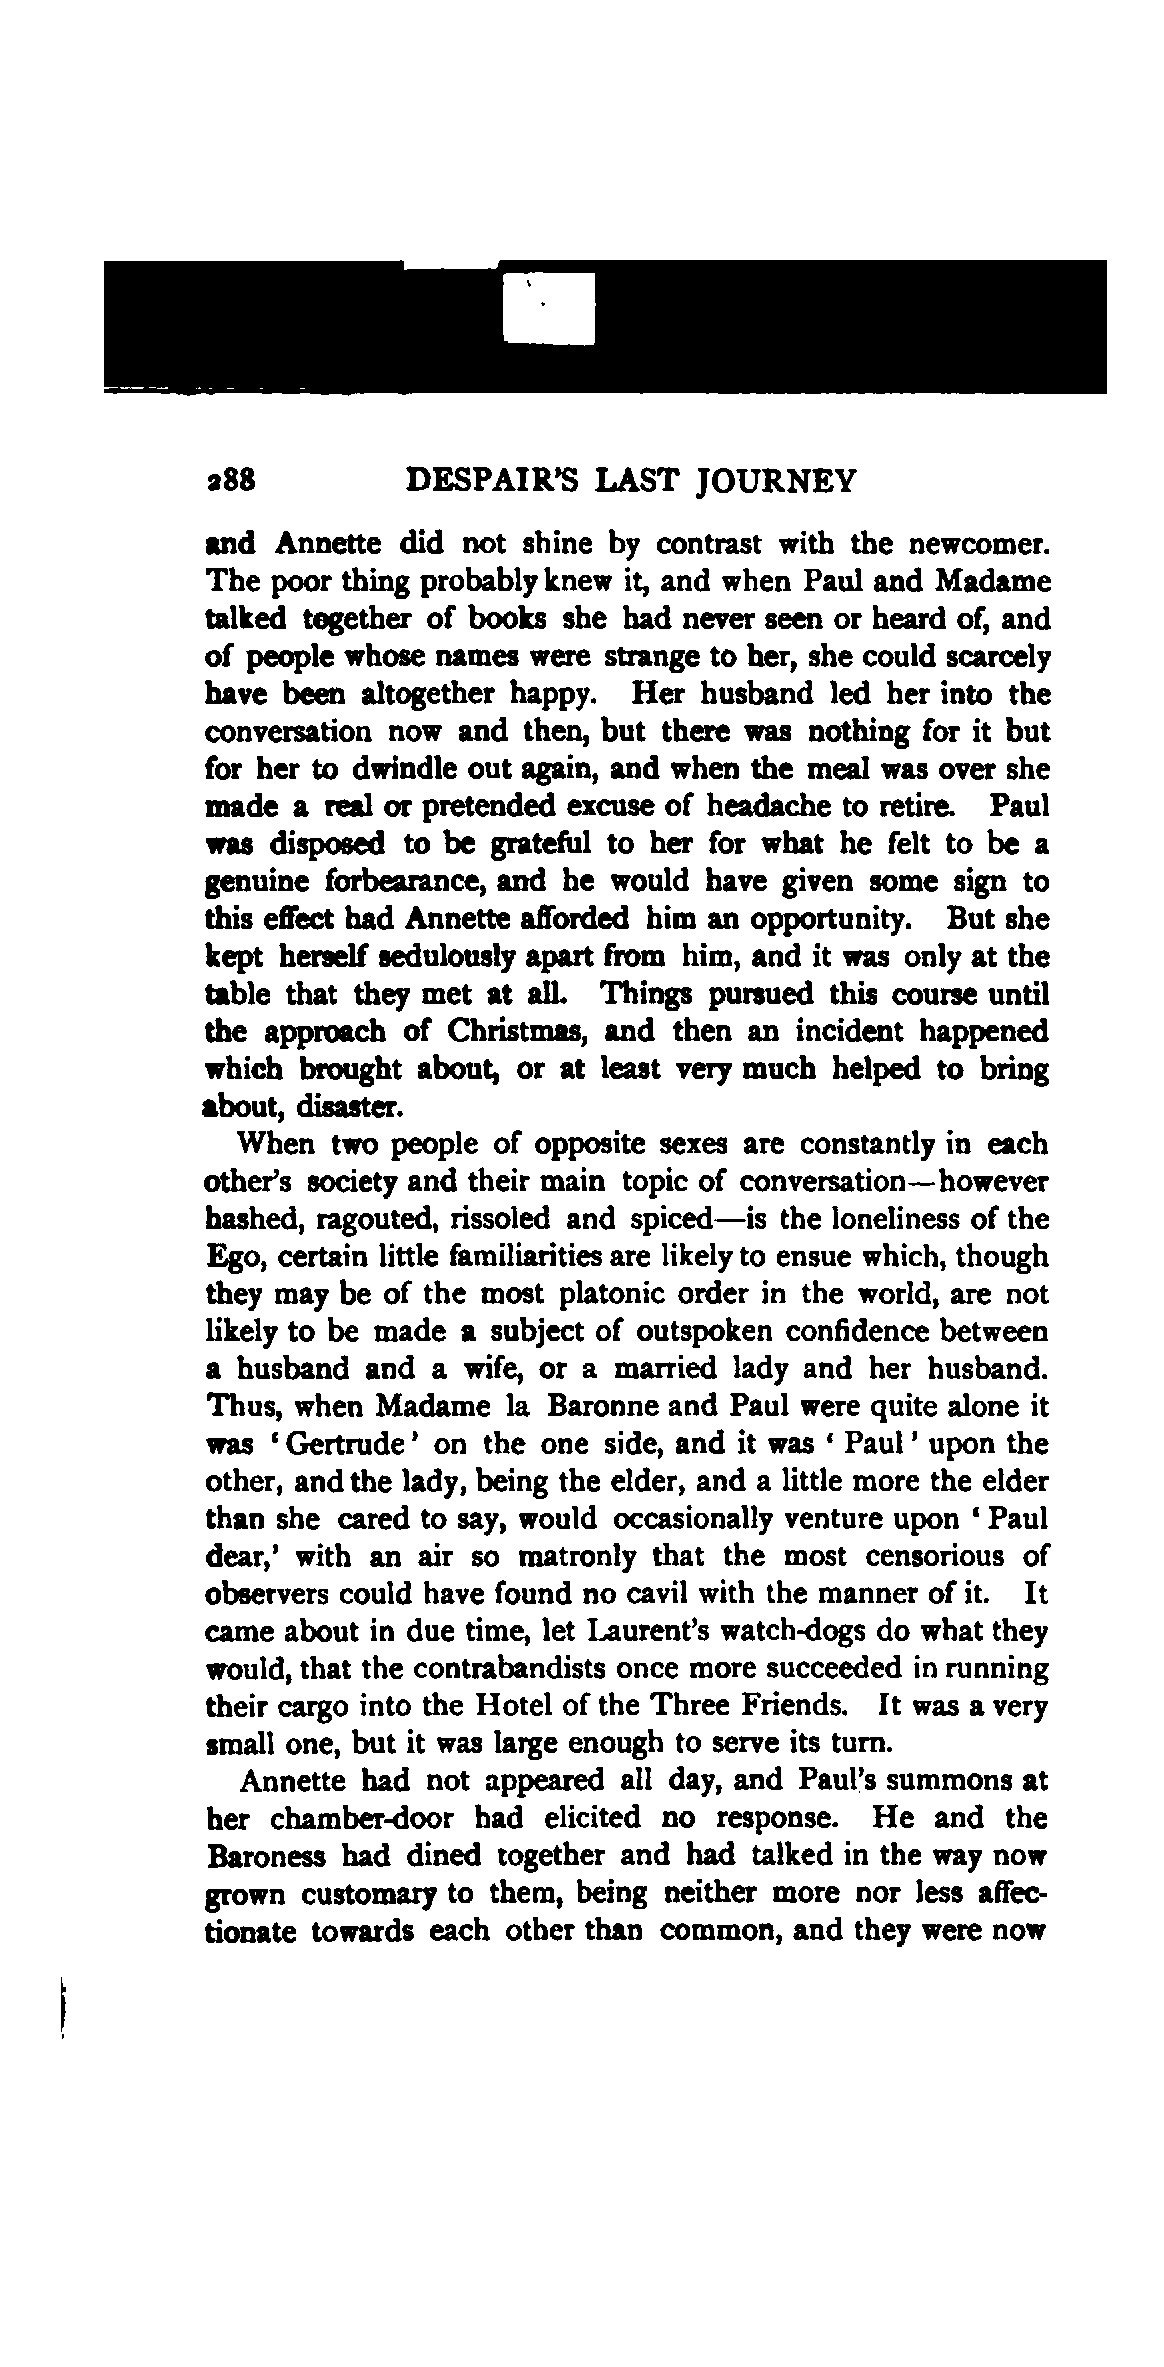 288 DESPAIR'S LAST JOURNEY
and Annette did not shine by contrast with the newcomer.
The poor thing probably knew it, and when Paul and Madame
talked together of books she had never seen or heard of, and
of people whose names were strange to her, she could scarcely
have been altogether happy. Her husband led her into the
conversation now and then, but there was nothing for it but
for her to dwindle out again, and when the meal was over she
made a real or pretended excuse of headache to retire. Paul
was disposed to be grateful to her for what he felt to be a
genuine forbearance, and he would have given some sign to
this effect had Annette afforded him an opportunity. But she
kept herself sedulously apart from him, and it was only at the
table that they met at all. Things pursued this course until
the approach of Christmas, and then an incident happened
which brought about, or at least very much helped to bring
about, disaster.
When two people of opposite sexes are constantly in each
other's society and their main topic of conversation—however
hashed, ragouted, rissoled and spiced—is the loneliness of the
Ego, certain little familiarities are likely to ensue which, though
they may be of the most platonic order in the world, are not
likely to be made a subject of outspoken confidence between
a husband and a wife, or a married lady and her husband.
Thus, when Madame la Baronne and Paul were quite alone it
was 'Gertrude' on the one side, and it was 'Paul' upon the
other, and the lady, being the elder, and a little more the elder
than she cared to say, would occasionally venture upon 'Paul
dear,' with an air so matronly that the most censorious of
observers could have found no cavil with the manner of it. It
came about in due time, let Laurent's watch-dogs do what they
would, that the contrabandists once more succeeded in running
their cargo into the Hotel of the Three Friends. It was a very
small one, but it was large enough to serve its turn.
Annette had not appeared all day, and Paul's summons at
her chamber-door had elicited no response. He and the
Baroness had dined together and had talked in the way now
grown customary to them, being neither more nor less affec-
tionate towards each other than common, and they were now